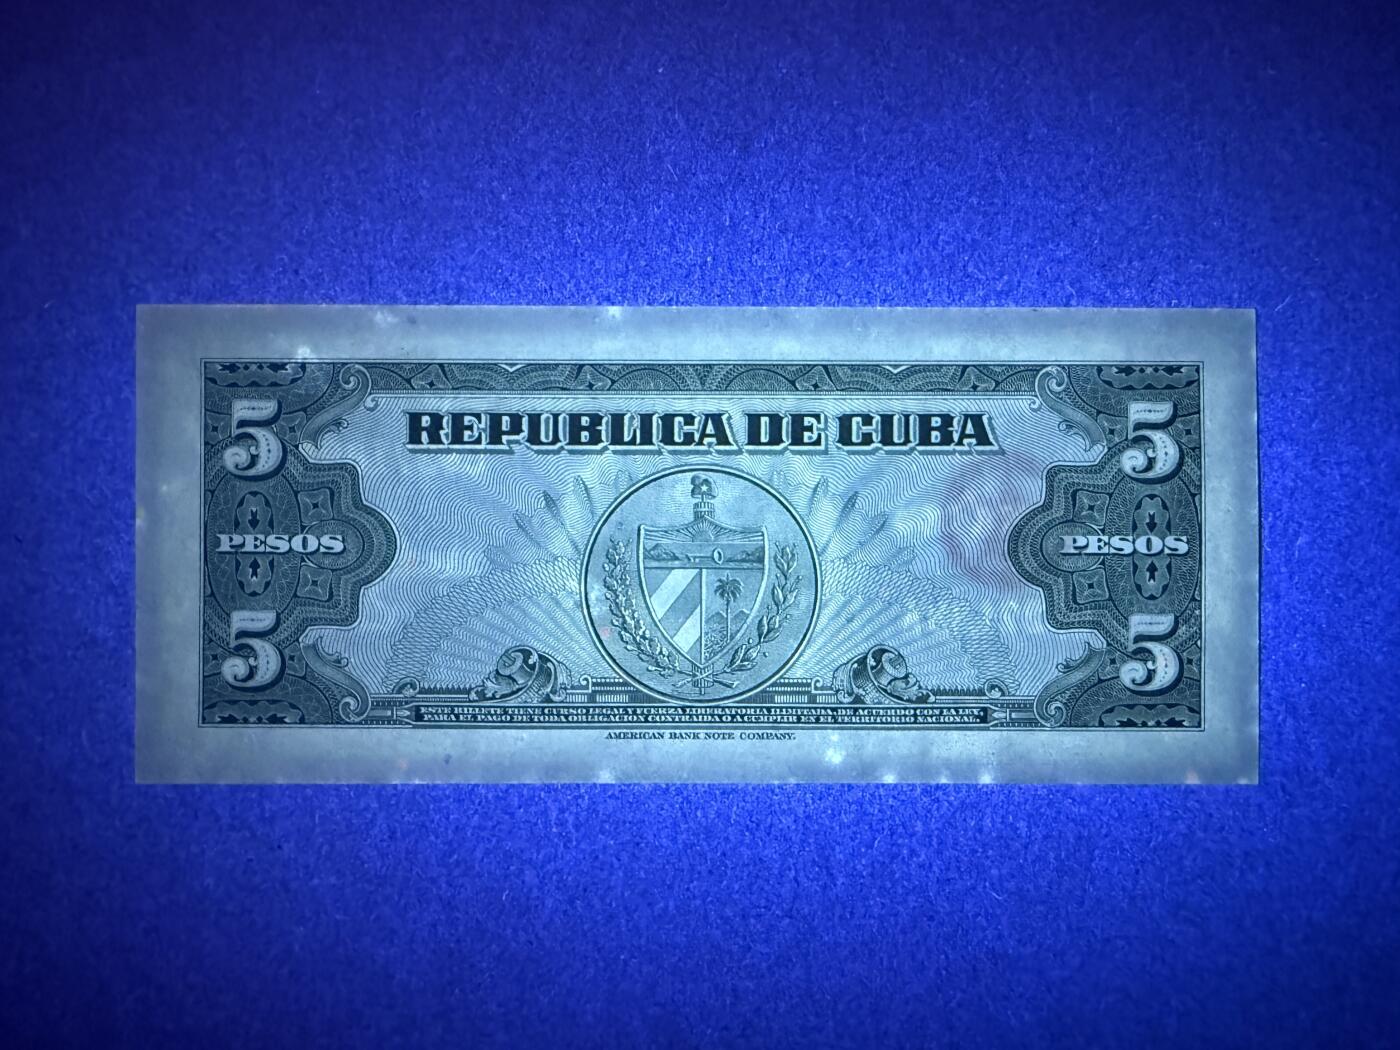 REPUBLICA DE CUBA
5 5
PESOS PESOS
5 5
ESTE BILLETE TIENE CURSO LEGAL Y FUERZA LIBERATORIA ILIMITADA, DE ACUERDO CON LA LEY,
PARA EL PAGO DE TODA OBLIGACION CONTRAIDA O A CUMPLIR EN EL TERRITORIO NACIONAL.
AMERICAN BANK NOTE COMPANY.